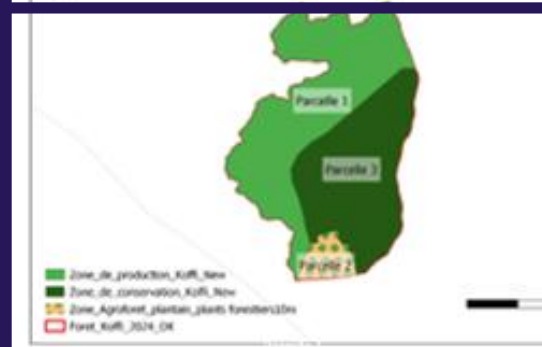 Parcelle 1
Parcelle 3
Parcelle 2
Zone_de_production_Koffi_New
Zone_de_conservation_Koffi_New
Zone_Agroforet_plantain_plants forestiers10m
Foret_Koffi_2024_OK